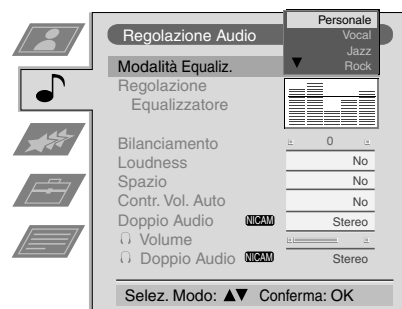 Personale
Regolazione Audio Vocal
Jazz
Modalità Equaliz. ▼ Rock
Regolazione
Equalizzatore
Bilanciamento 0
Loudness No
Spazio No
Contr. Vol. Auto No
Doppio Audio NICAM Stereo
Volume
Doppio Audio NICAM Stereo
Selez. Modo: ▲▼ Conferma: OK